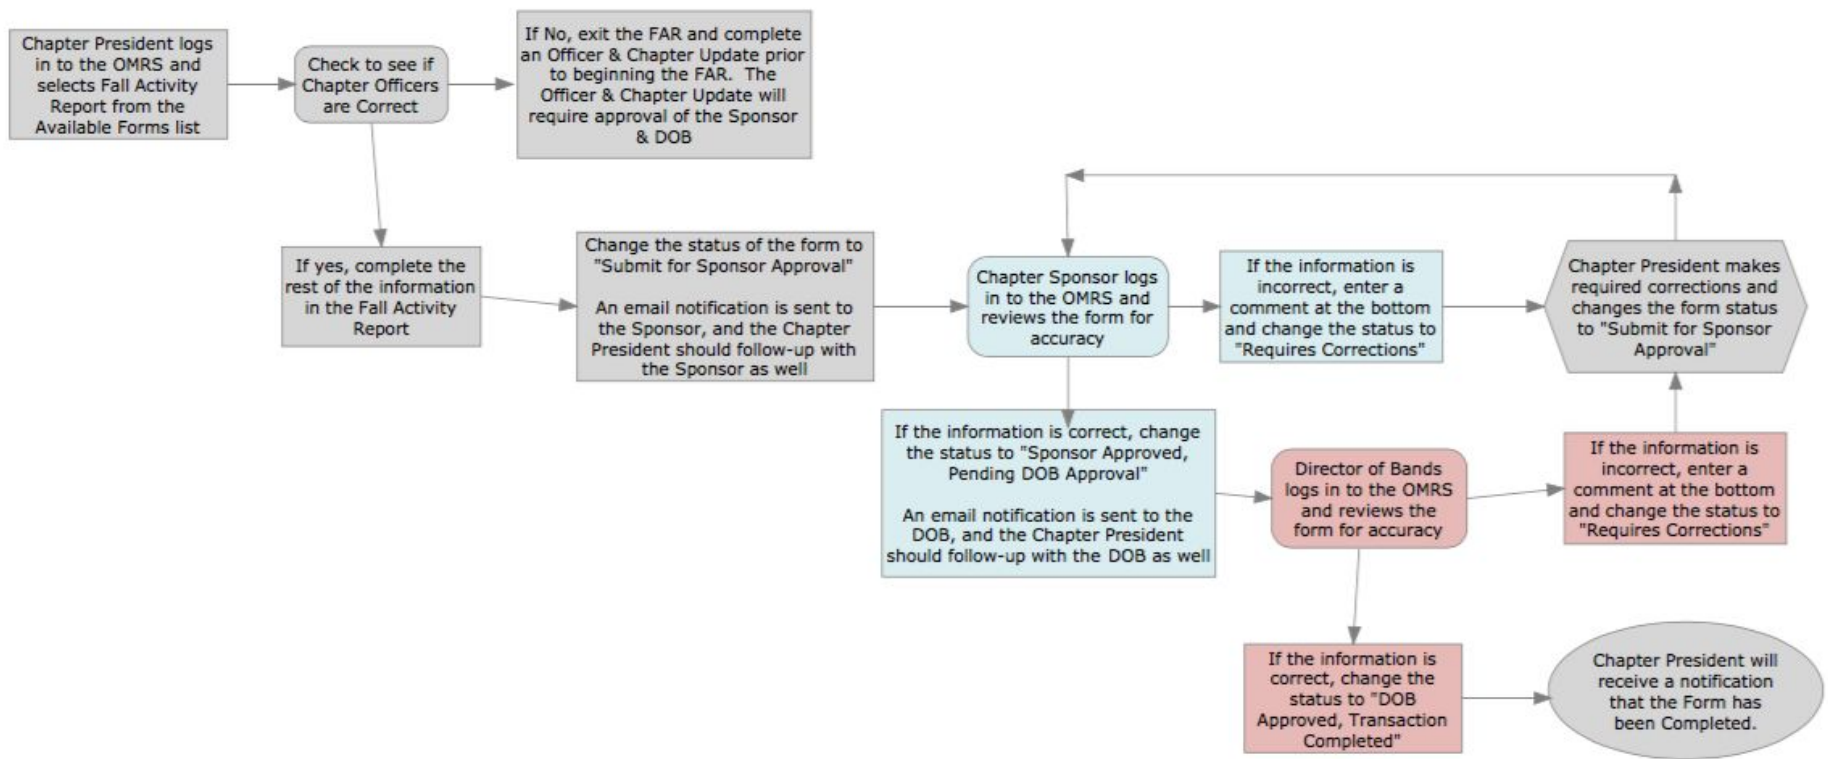 Chapter President logs
in to the OMRS and
selects Fall Activity
Report from the
Available Forms list
Check to see if
Chapter Officers
are Correct
If No, exit the FAR and complete
an Officer & Chapter Update prior
to beginning the FAR.  The
Officer & Chapter Update will
require approval of the Sponsor
& DOB
If yes, complete the
rest of the information
in the Fall Activity
Report
Change the status of the form to
"Submit for Sponsor Approval"
An email notification is sent to
the Sponsor, and the Chapter
President should follow-up with
the Sponsor as well
Chapter Sponsor logs
in to the OMRS and
reviews the form for
accuracy
If the information is
incorrect, enter a
comment at the bottom
and change the status to
"Requires Corrections"
Chapter President makes
required corrections and
changes the form status
to "Submit for Sponsor
Approval"
If the information is correct, change
the status to "Sponsor Approved,
Pending DOB Approval"
An email notification is sent to the
DOB, and the Chapter President
should follow-up with the DOB as well
Director of Bands
logs in to the OMRS
and reviews the
form for accuracy
If the information is
incorrect, enter a
comment at the bottom
and change the status to
"Requires Corrections"
If the information is
correct, change the
status to "DOB
Approved, Transaction
Completed"
Chapter President will
receive a notification
that the Form has
been Completed.